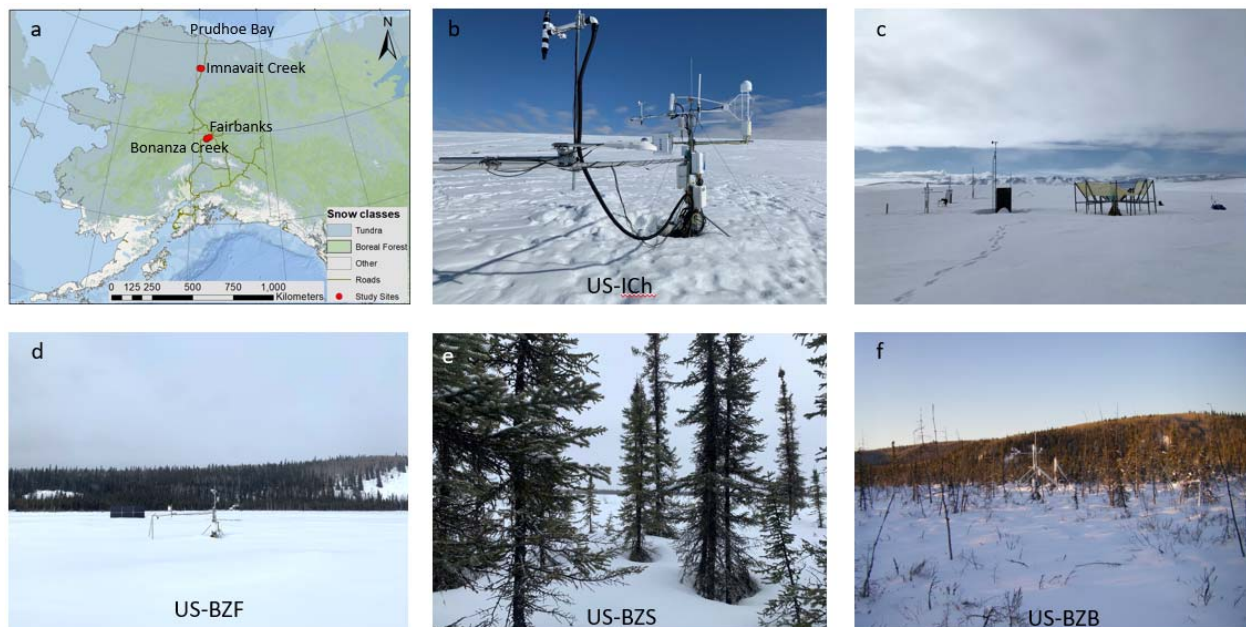 a
Prudhoe Bay
N
Imnavait Creek
Fairbanks
Bonanza Creek
Snow classes
Tundra
Boreal Forest
Other
Roads
Study Sites
0 125 250 500 750 1,000
Kilometers
b
US-ICh
c
d
US-BZF
e
US-BZS
f
US-BZB